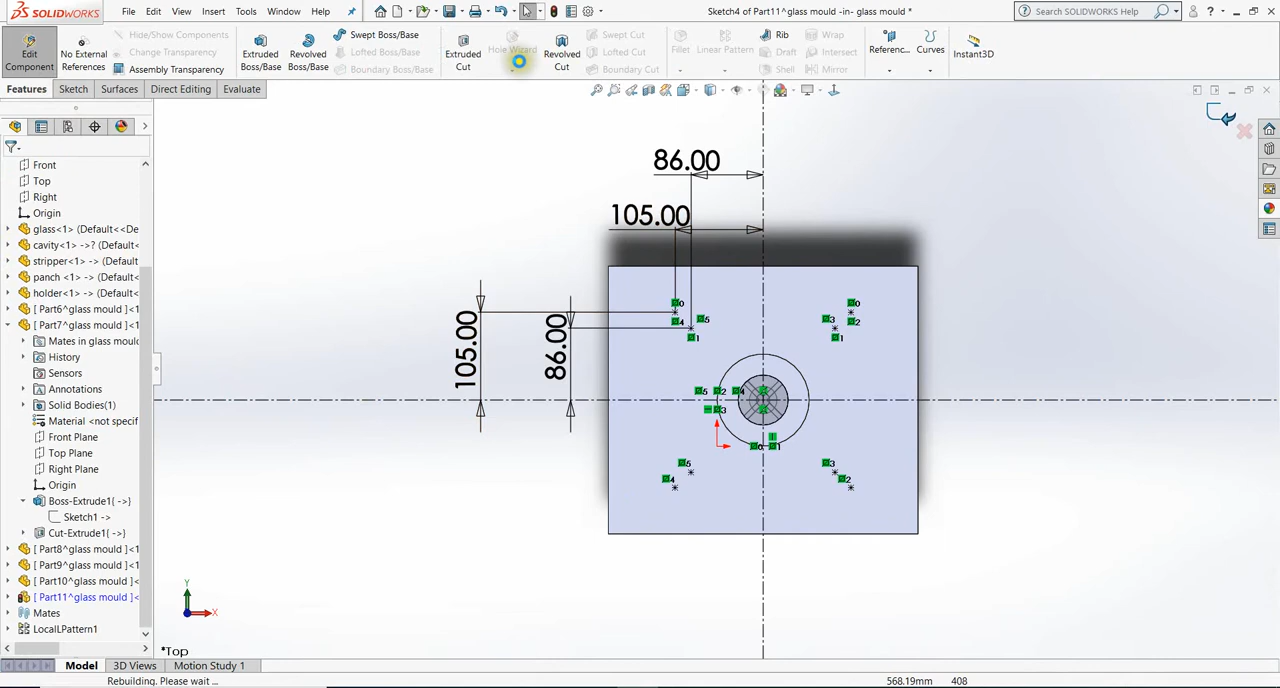 SOLIDWORKS File Edit View Insert Tools Window Help Sketch4 of Part11^glass mould -in- glass mould * Search SOLIDWORKS Help
Edit Component
No External References
Hide/Show Components
Change Transparency
Assembly Transparency
Extruded Boss/Base
Revolved Boss/Base
Swept Boss/Base
Lofted Boss/Base
Boundary Boss/Base
Extruded Cut
Hole Wizard
Revolved Cut
Swept Cut
Lofted Cut
Boundary Cut
Fillet
Linear Pattern
Rib
Draft
Shell
Wrap
Intersect
Mirror
Referenc...
Curves
Instant3D
Features Sketch Surfaces Direct Editing Evaluate
Front
Top
Right
Origin
glass<1> (Default<<De
cavity<1> ->? (Default
stripper<1> (Default<
panch <1> -> (Default
holder<1> -> (Default
[ Part6^glass mould ]<1
[ Part7^glass mould ]<1
Mates in glass moul
History
Sensors
Annotations
Solid Bodies(1)
Material <not specif
Front Plane
Top Plane
Right Plane
Origin
Boss-Extrude1{ ->}
Sketch1 ->
Cut-Extrude1{ ->}
[ Part8^glass mould ]<1
[ Part9^glass mould ]<1
[ Part10^glass mould ]<
[ Part11^glass mould ]<
Mates
LocalLPattern1
86.00
105.00
105.00
86.00
Y
X
*Top
Model 3D Views Motion Study 1
Rebuilding. Please wait ... 568.19mm 408